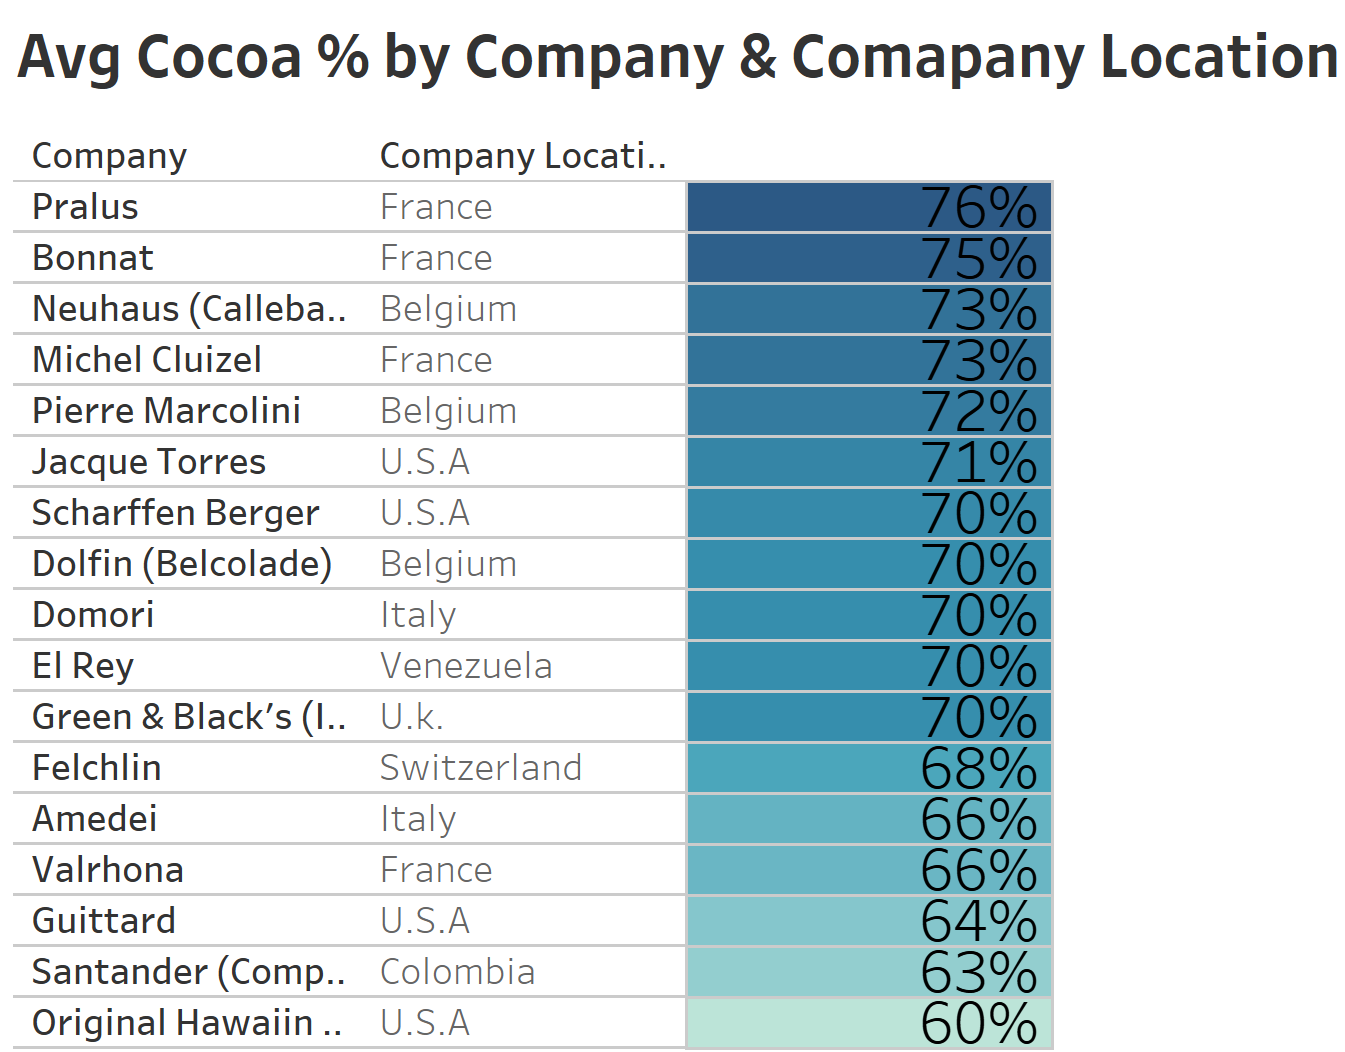 Avg Cocoa % by Company & Comapany Location
Company Company Locati..
Pralus France 76%
Bonnat France 75%
Neuhaus (Calleba.. Belgium 73%
Michel Cluizel France 73%
Pierre Marcolini Belgium 72%
Jacque Torres U.S.A 71%
Scharffen Berger U.S.A 70%
Dolfin (Belcolade) Belgium 70%
Domori Italy 70%
El Rey Venezuela 70%
Green & Black’s (I.. U.k. 70%
Felchlin Switzerland 68%
Amedei Italy 66%
Valrhona France 66%
Guittard U.S.A 64%
Santander (Comp.. Colombia 63%
Original Hawaiin .. U.S.A 60%